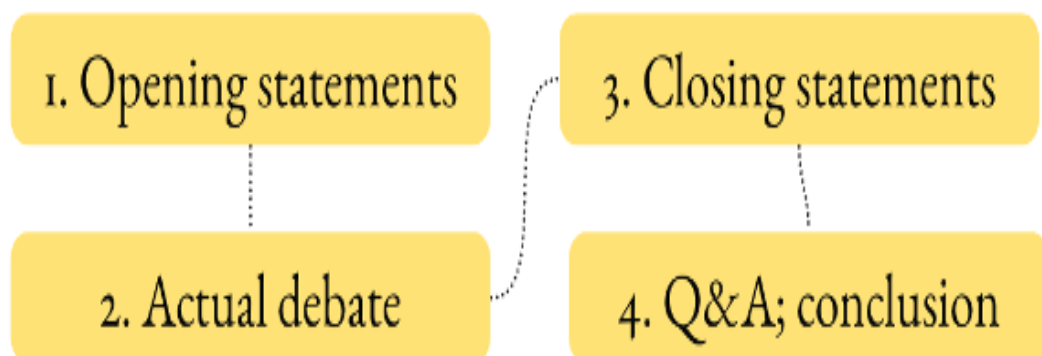 1. Opening statements
2. Actual debate
3. Closing statements
4. Q&A; conclusion